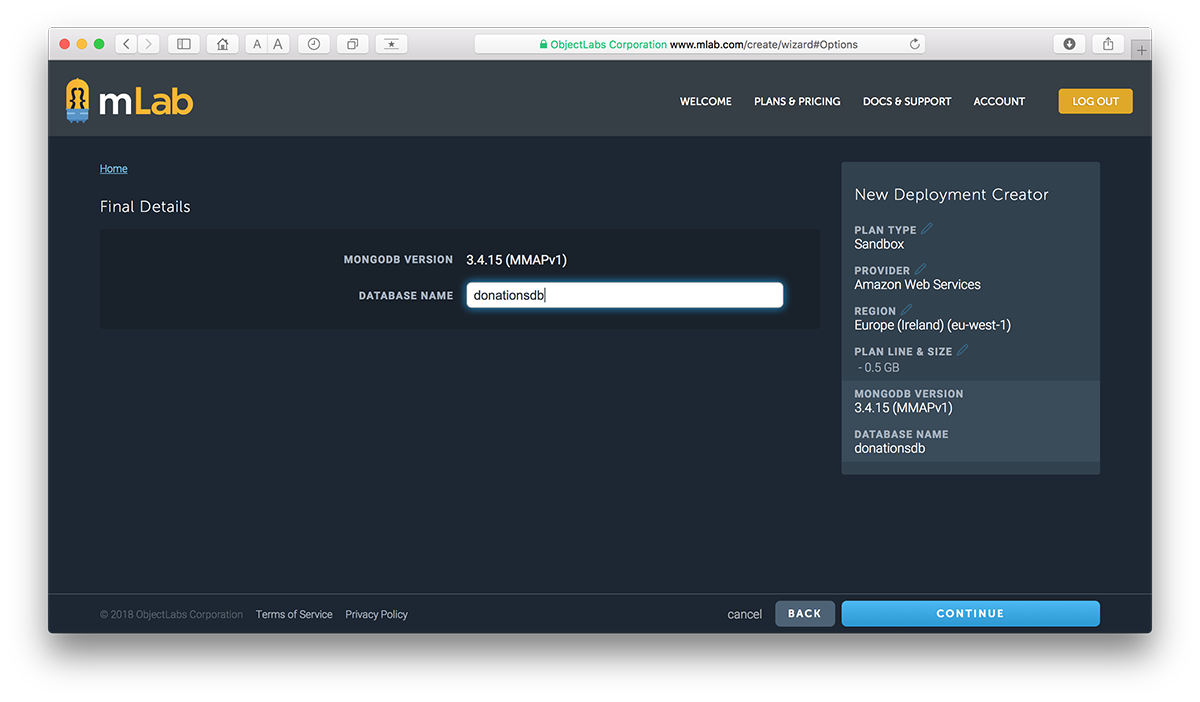 A A
ObjectLabs Corporation www.mlab.com/create/wizard#Options
mLab
WELCOME PLANS & PRICING DOCS & SUPPORT ACCOUNT LOG OUT
Home
Final Details
MONGODB VERSION 3.4.15 (MMAPv1)
DATABASE NAME donationsdb
New Deployment Creator
PLAN TYPE
Sandbox
PROVIDER
Amazon Web Services
REGION
Europe (Ireland) (eu-west-1)
PLAN LINE & SIZE
- 0.5 GB
MONGODB VERSION
3.4.15 (MMAPv1)
DATABASE NAME
donationsdb
© 2018 ObjectLabs Corporation Terms of Service Privacy Policy cancel BACK CONTINUE